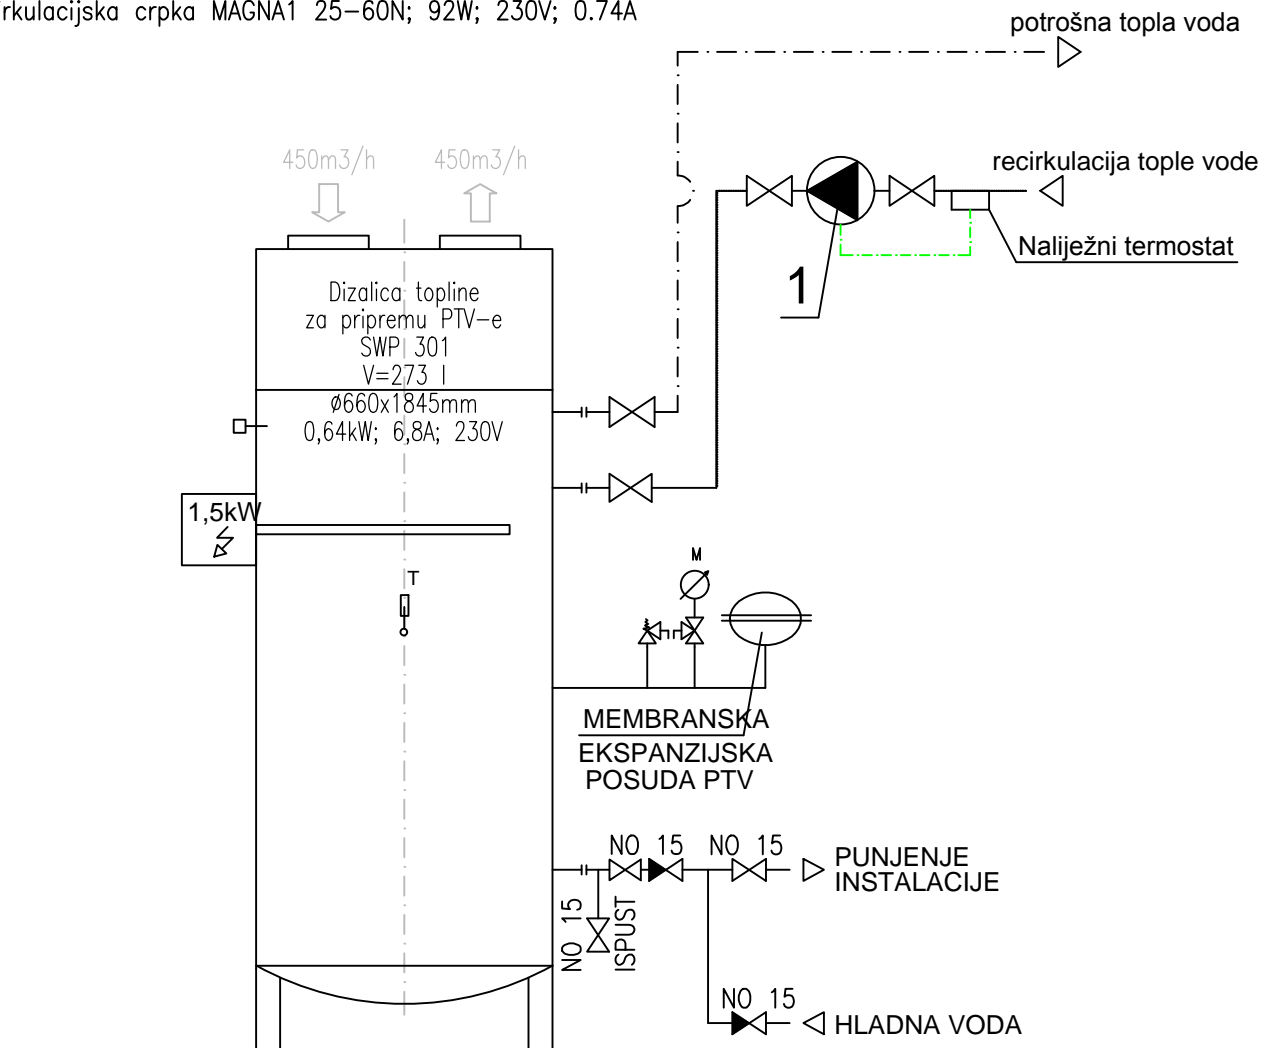 rkulacijska crpka MAGNA1 25-60N; 92W; 230V; 0.74A
potrošna topla voda
450m3/h 450m3/h
recirkulacija tople vode
Naliježni termostat
1
Dizalica topline
za pripremu PTV-e
SWP 301
V=273 l
Ø660x1845mm
0,64kW; 6,8A; 230V
1,5kW
T
M
MEMBRANSKA
EKSPANZIJSKA
POSUDA PTV
NO 15 NO 15
PUNJENJE
INSTALACIJE
NO 15
ISPUST
NO 15
HLADNA VODA